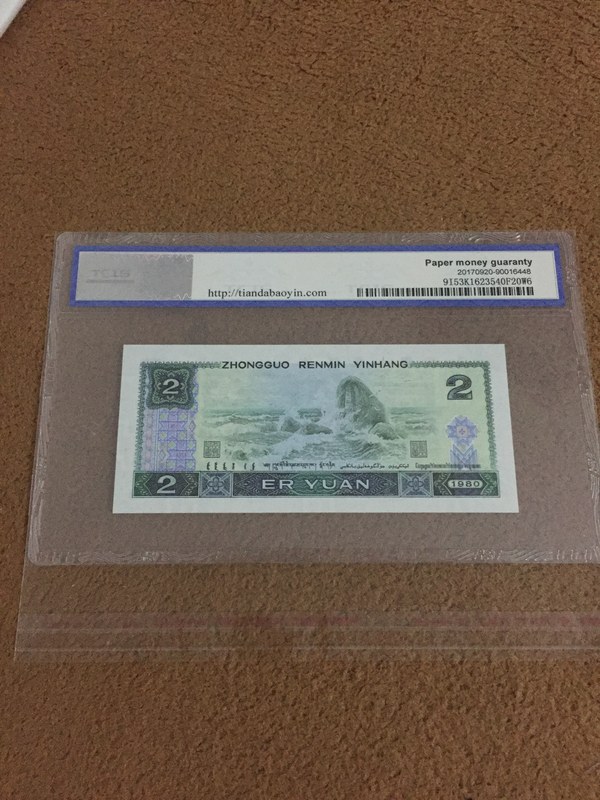 Paper money guaranty
20170920-90016448
http://tiandabaoyin.com
9153K1623540F20W6
ZHONGGUO RENMIN YINHANG
2
2
2
ER YUAN
1980